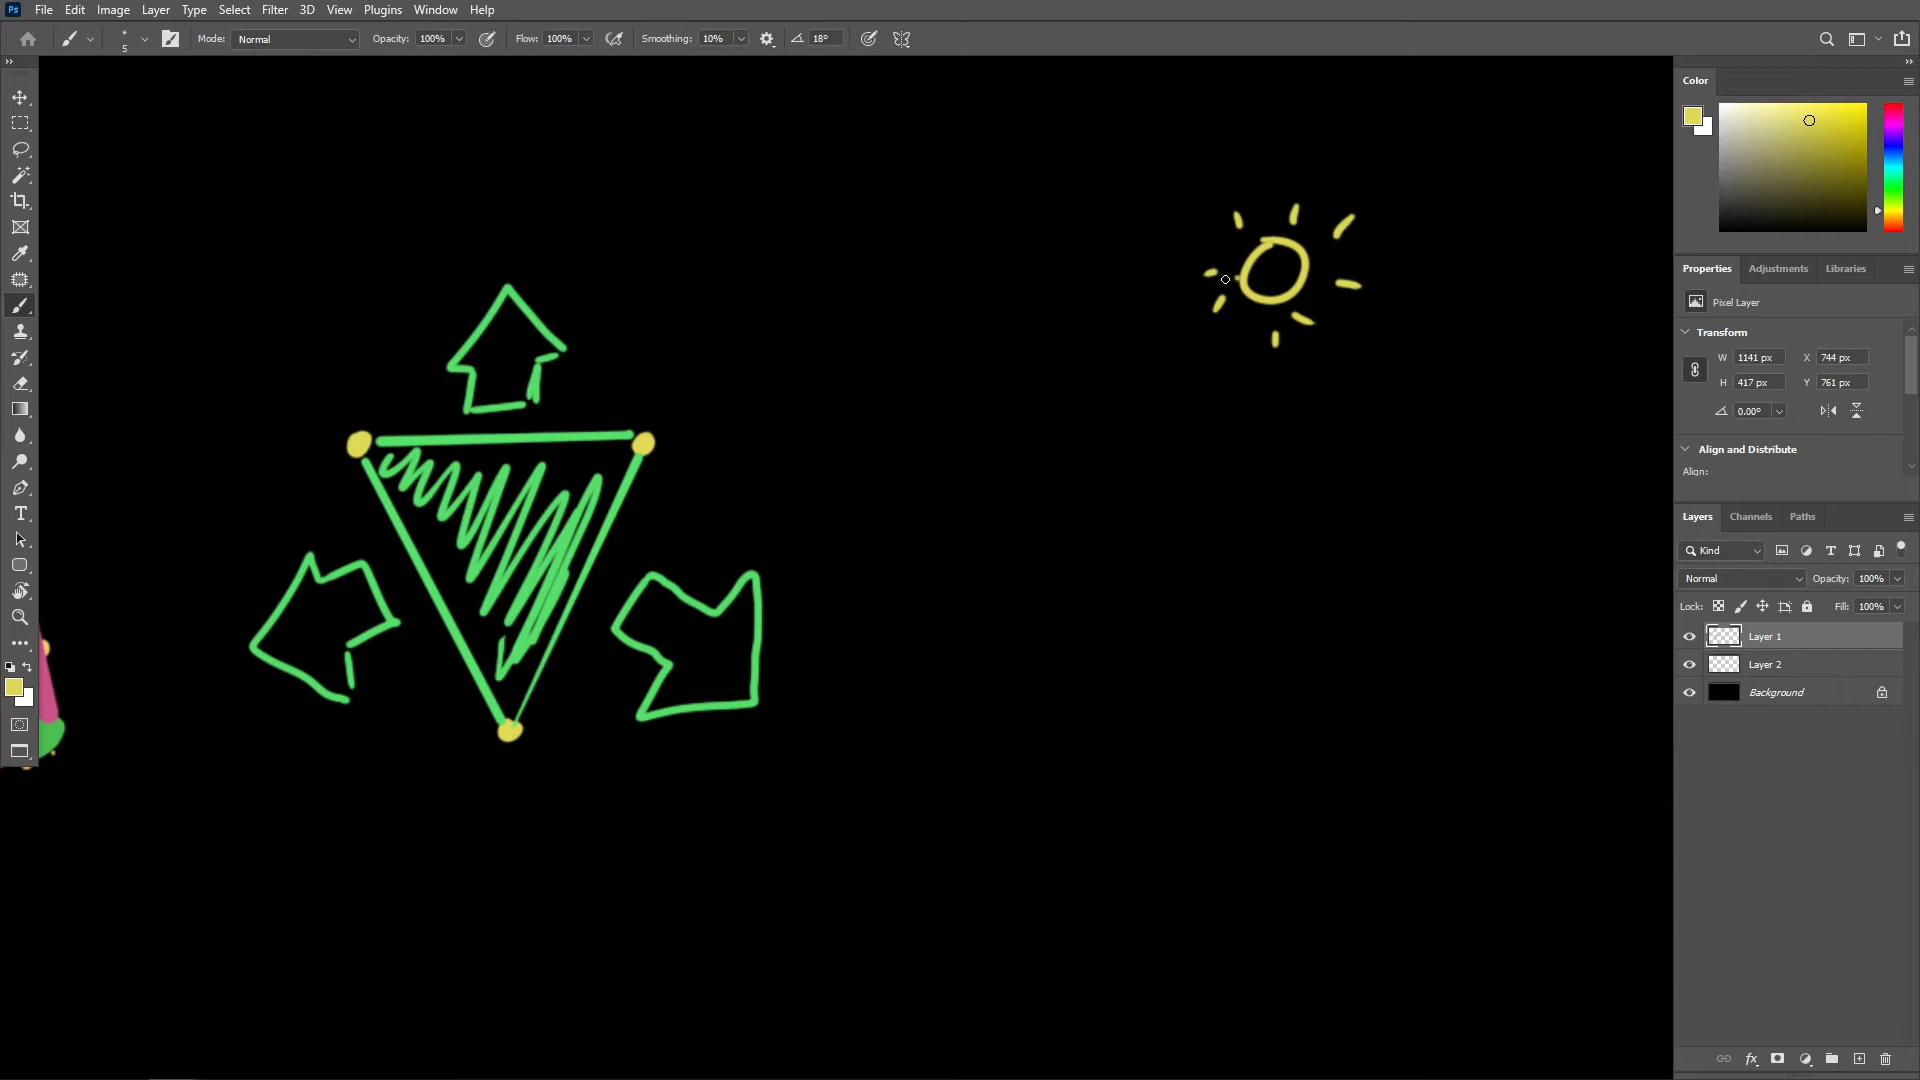 Ps File Edit Image Layer Type Select Filter 3D View Plugins Window Help
5 Mode: Normal Opacity: 100% Flow: 100% Smoothing: 10% 18°
Color
Properties Adjustments Libraries
Pixel Layer
Transform
W 1141 px X 744 px
H 417 px Y 761 px
0.00°
Align and Distribute
Align:
Layers Channels Paths
Kind
Normal Opacity: 100%
Lock: Fill: 100%
Layer 1
Layer 2
Background
fx